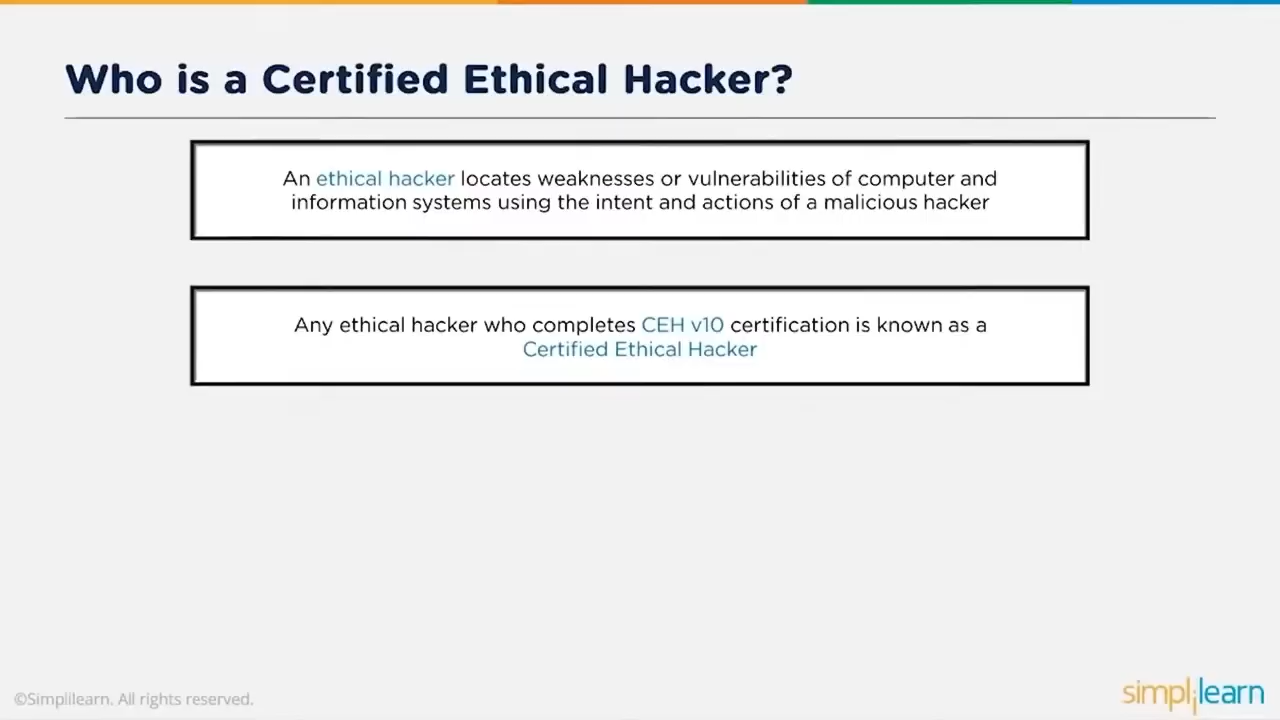 Who is a Certified Ethical Hacker?
An ethical hacker locates weaknesses or vulnerabilities of computer and
information systems using the intent and actions of a malicious hacker
Any ethical hacker who completes CEH v10 certification is known as a
Certified Ethical Hacker
©Simplilearn. All rights reserved.
simplilearn